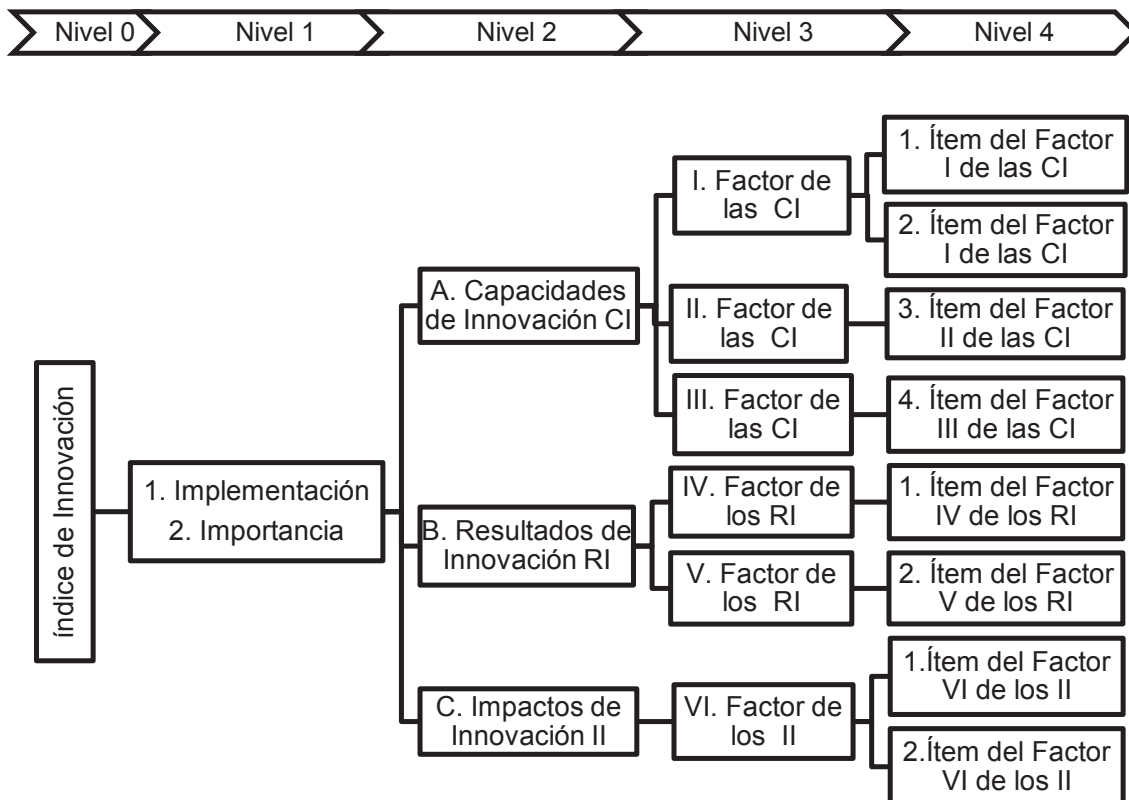 Nivel 0
Nivel 1
Nivel 2
Nivel 3
Nivel 4
índice de Innovación
1. Implementación
2. Importancia
A. Capacidades
de Innovación CI
B. Resultados de
Innovación RI
C. Impactos de
Innovación II
I. Factor de
las CI
II. Factor de
las CI
III. Factor de
las CI
IV. Factor de
los RI
V. Factor de
los RI
VI. Factor de
los II
1. Ítem del Factor
I de las CI
2. Ítem del Factor
I de las CI
3. Ítem del Factor
II de las CI
4. Ítem del Factor
III de las CI
1. Ítem del Factor
IV de los RI
2. Ítem del Factor
V de los RI
1.Ítem del Factor
VI de los II
2.Ítem del Factor
VI de los II